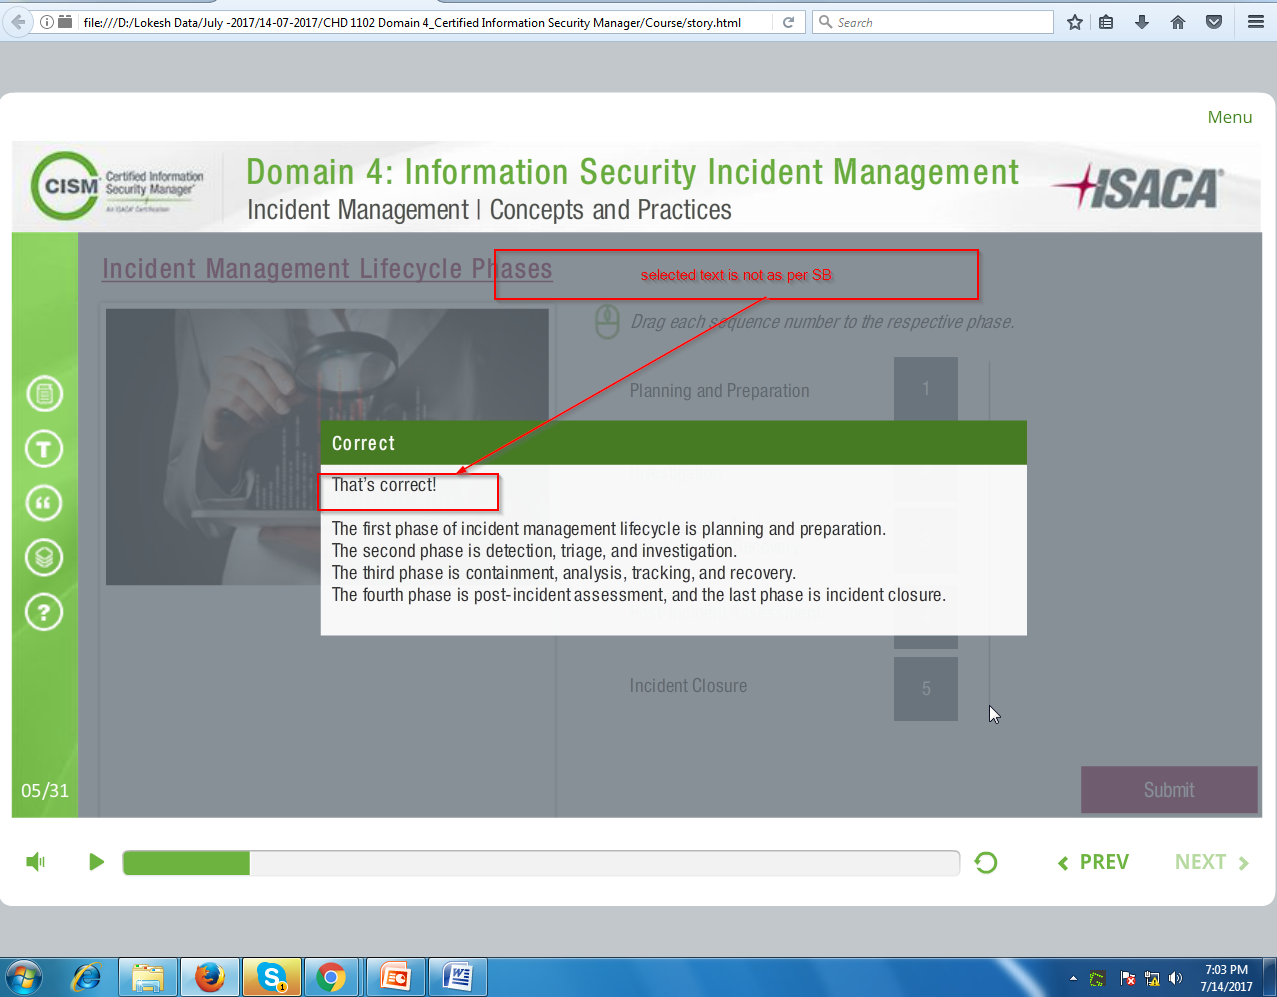 file:///D:/Lokesh Data/July -2017/14-07-2017/CHD 1102 Domain 4_Certified Information Security Manager/Course/story.html
Search
Menu
CISM
Certified Information
Security Manager®
An ISACA® Certification
Domain 4: Information Security Incident Management
Incident Management | Concepts and Practices
ISACA®
Incident Management Lifecycle Phases
selected text is not as per SB
Drag each sequence number to the respective phase.
Planning and Preparation
1
Correct
That's correct!
The first phase of incident management lifecycle is planning and preparation.
The second phase is detection, triage, and investigation.
The third phase is containment, analysis, tracking, and recovery.
The fourth phase is post-incident assessment, and the last phase is incident closure.
Incident Closure
5
05/31
Submit
PREV
NEXT
7:03 PM
7/14/2017